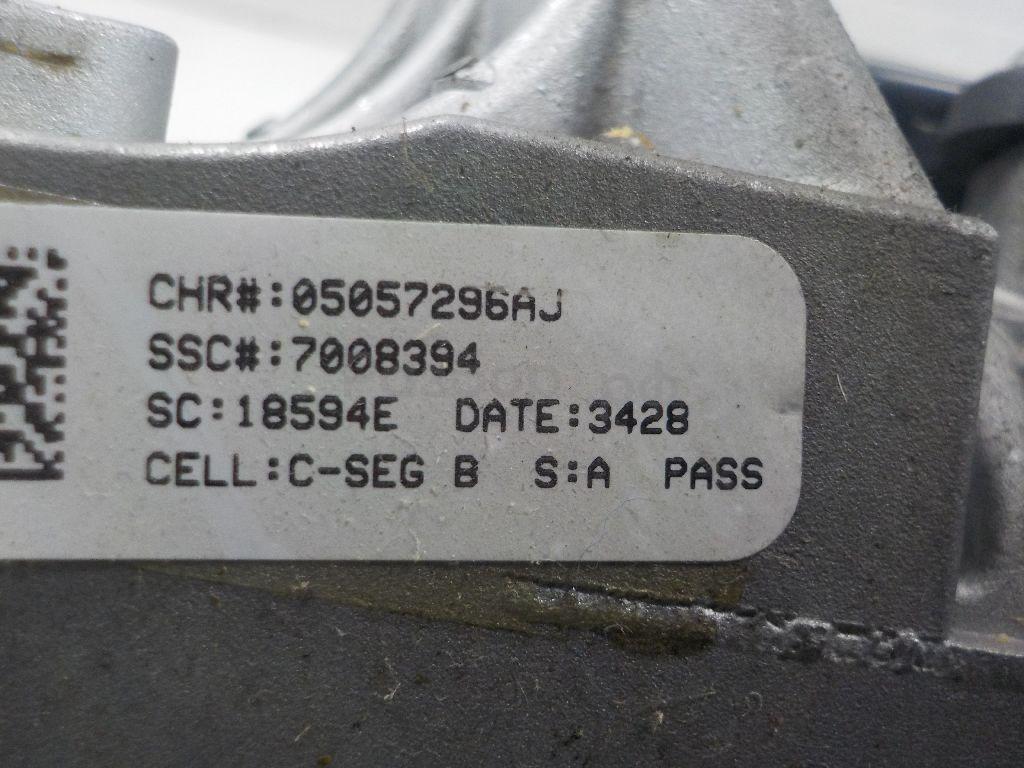 CHR#:05057296AJ
SSC#:7008394
SC:18594E DATE:3428
CELL:C-SEG B S:A PASS